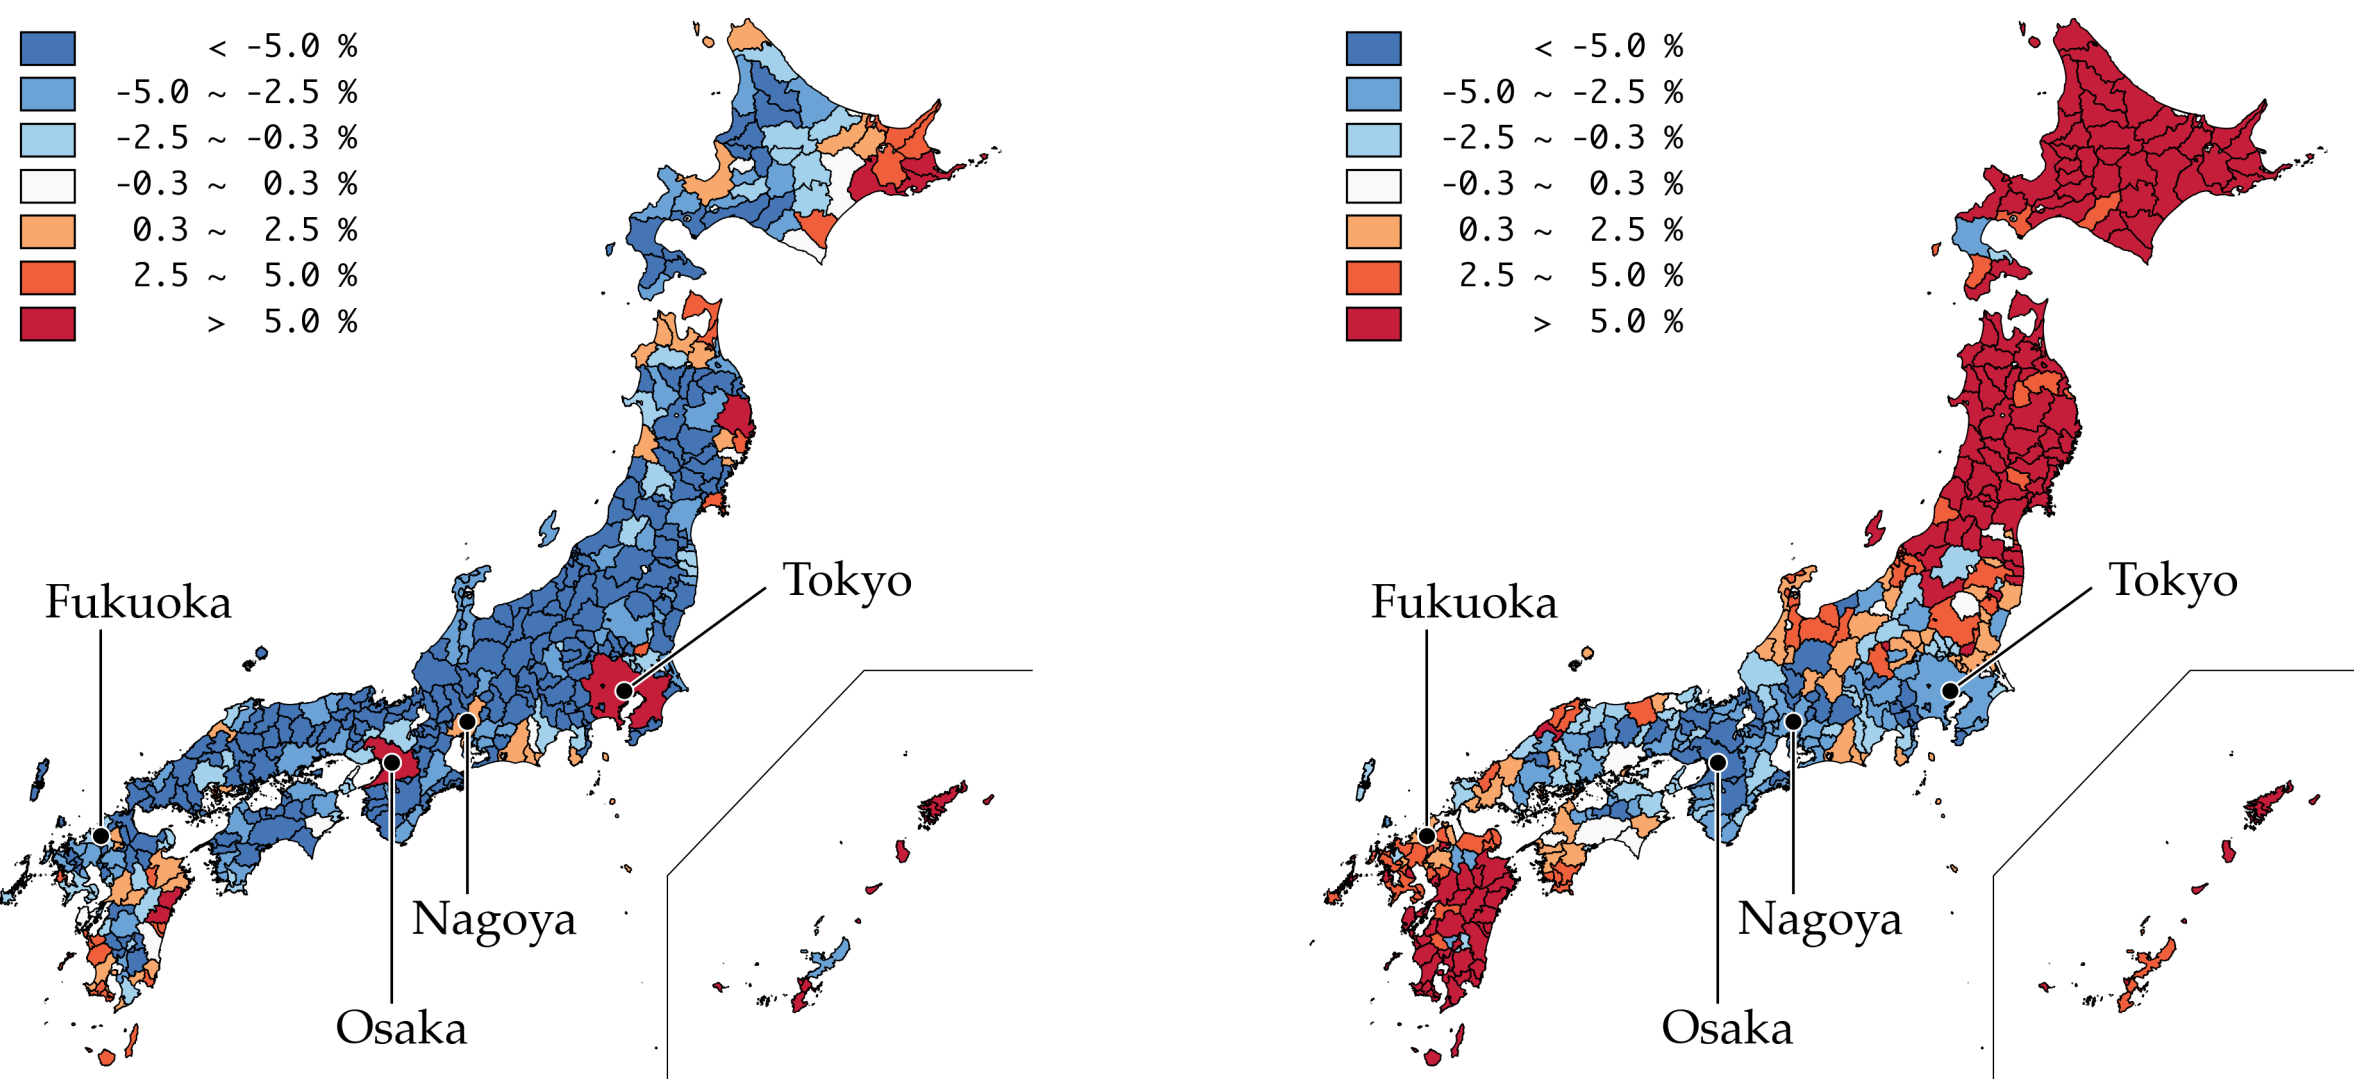 < -5.0 %
-5.0 ~ -2.5 %
-2.5 ~ -0.3 %
-0.3 ~ 0.3 %
0.3 ~ 2.5 %
2.5 ~ 5.0 %
> 5.0 %
Tokyo
Fukuoka
Nagoya
Osaka
< -5.0 %
-5.0 ~ -2.5 %
-2.5 ~ -0.3 %
-0.3 ~ 0.3 %
0.3 ~ 2.5 %
2.5 ~ 5.0 %
> 5.0 %
Tokyo
Fukuoka
Nagoya
Osaka